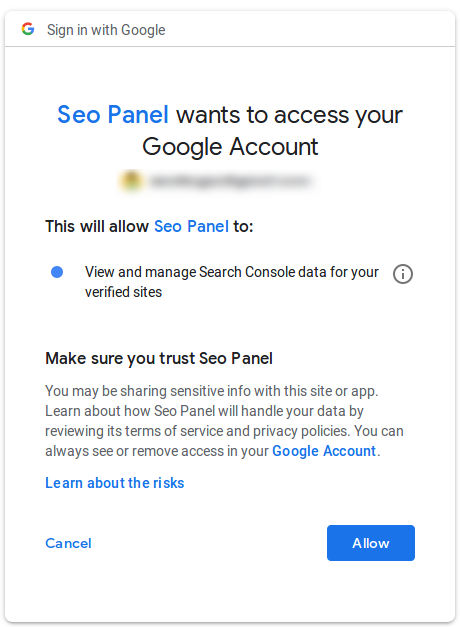 Sign in with Google
Seo Panel wants to access your
Google Account
This will allow Seo Panel to:
View and manage Search Console data for your
verified sites
Make sure you trust Seo Panel
You may be sharing sensitive info with this site or app.
Learn about how Seo Panel will handle your data by
reviewing its terms of service and privacy policies. You can
always see or remove access in your Google Account.
Learn about the risks
Cancel
Allow